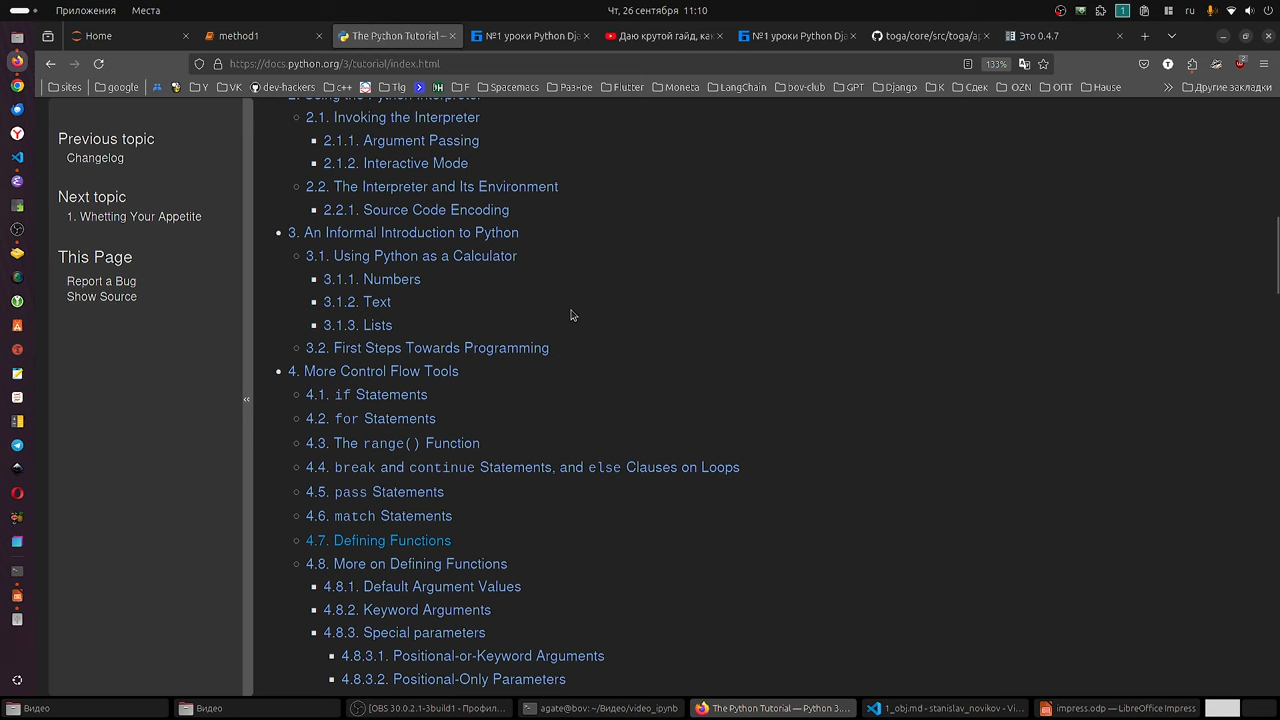 Приложения Места
Чт, 26 сентября 11:10
1 ru
Home
method1
The Python Tutorial —
№1 уроки Python Dj
Даю крутой гайд, как
№1 уроки Python Dj
toga/core/src/toga/ap
Это 0.4.7
https://docs.python.org/3/tutorial/index.html
133%
T
2
sites
google
Y
VK
dev-hackers
C++
Tlg
F
Spacemacs
Разное
Flutter
Moneca
LangChain
bov-club
GPT
Django
K
Сдек
OZN
ОПТ
Hause
Другие закладки
Previous topic
Changelog
Next topic
1. Whetting Your Appetite
This Page
Report a Bug
Show Source
«
2. Using the Python Interpreter
2.1. Invoking the Interpreter
2.1.1. Argument Passing
2.1.2. Interactive Mode
2.2. The Interpreter and Its Environment
2.2.1. Source Code Encoding
3. An Informal Introduction to Python
3.1. Using Python as a Calculator
3.1.1. Numbers
3.1.2. Text
3.1.3. Lists
3.2. First Steps Towards Programming
4. More Control Flow Tools
4.1. if Statements
4.2. for Statements
4.3. The range() Function
4.4. break and continue Statements, and else Clauses on Loops
4.5. pass Statements
4.6. match Statements
4.7. Defining Functions
4.8. More on Defining Functions
4.8.1. Default Argument Values
4.8.2. Keyword Arguments
4.8.3. Special parameters
4.8.3.1. Positional-or-Keyword Arguments
4.8.3.2. Positional-Only Parameters
Видео
Видео
[OBS 30.0.2.1-3build1 - Профил...
agate@bov: ~/Видео/video_ipynb
The Python Tutorial — Python 3....
1_obj.md - stanislav_novikov - Vi...
impress.odp — LibreOffice Impress